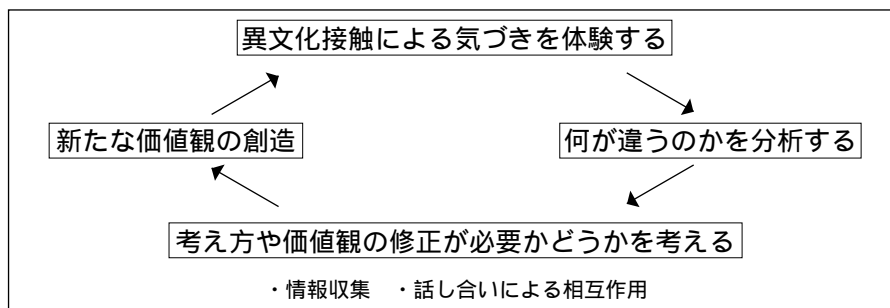 異文化接触による気づきを体験する
新たな価値観の創造
何が違うのかを分析する
考え方や価値観の修正が必要かどうかを考える
・情報収集　・話し合いによる相互作用